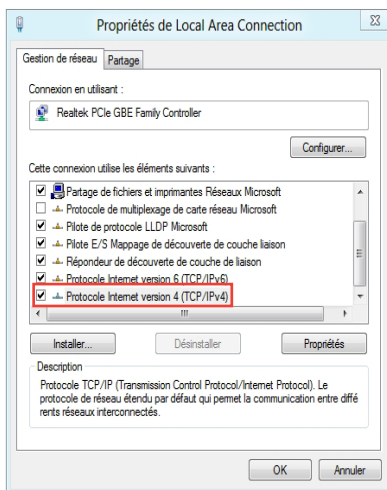 Propriétés de Local Area Connection
Gestion de réseau Partage
Connexion en utilisant :
Realtek PCIe GBE Family Controller
Configurer...
Cette connexion utilise les éléments suivants :
Partage de fichiers et imprimantes Réseaux Microsoft
Protocole de multiplexage de carte réseau Microsoft
Pilote de protocole LLDP Microsoft
Pilote E/S Mappage de découverte de couche liaison
Répondeur de découverte de couche de liaison
Protocole Internet version 6 (TCP/IPv6)
Protocole Internet version 4 (TCP/IPv4)
Installer... Désinstaller Propriétés
Description
Protocole TCP/IP (Transmission Control Protocol/Internet Protocol). Le
protocole de réseau étendu par défaut qui permet la communication entre diffé
rents réseaux interconnectés.
OK Annuler